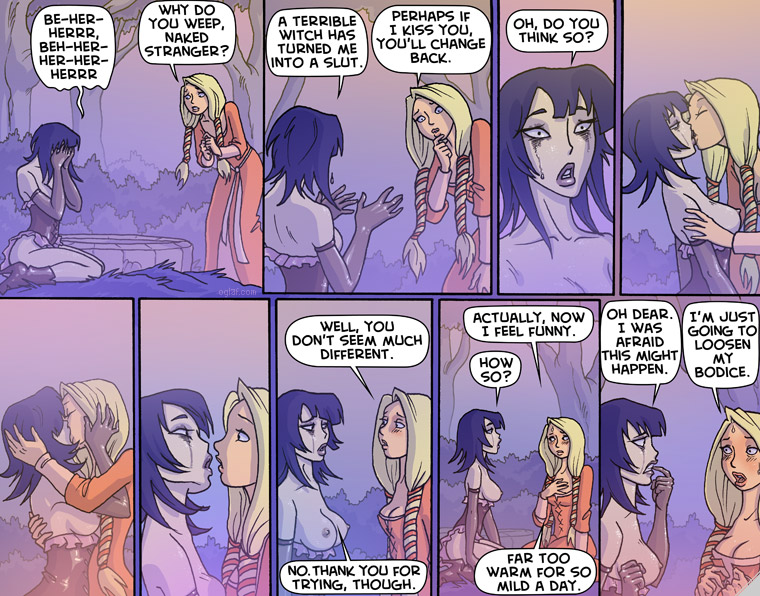 BE-HER-
HERRR,
BEH-HER-
HER-HER-
HERRR
WHY DO
YOU WEEP,
NAKED
STRANGER?
A TERRIBLE
WITCH HAS
TURNED ME
INTO A SLUT.
PERHAPS IF
I KISS YOU,
YOU'LL CHANGE
BACK.
OH, DO YOU
THINK SO?
oglaf.com
WELL, YOU
DON'T SEEM MUCH
DIFFERENT.
NO. THANK YOU FOR
TRYING, THOUGH.
ACTUALLY, NOW
I FEEL FUNNY.
HOW
SO?
FAR TOO
WARM FOR SO
MILD A DAY.
OH DEAR.
I WAS
AFRAID
THIS MIGHT
HAPPEN.
I'M JUST
GOING TO
LOOSEN
MY
BODICE.